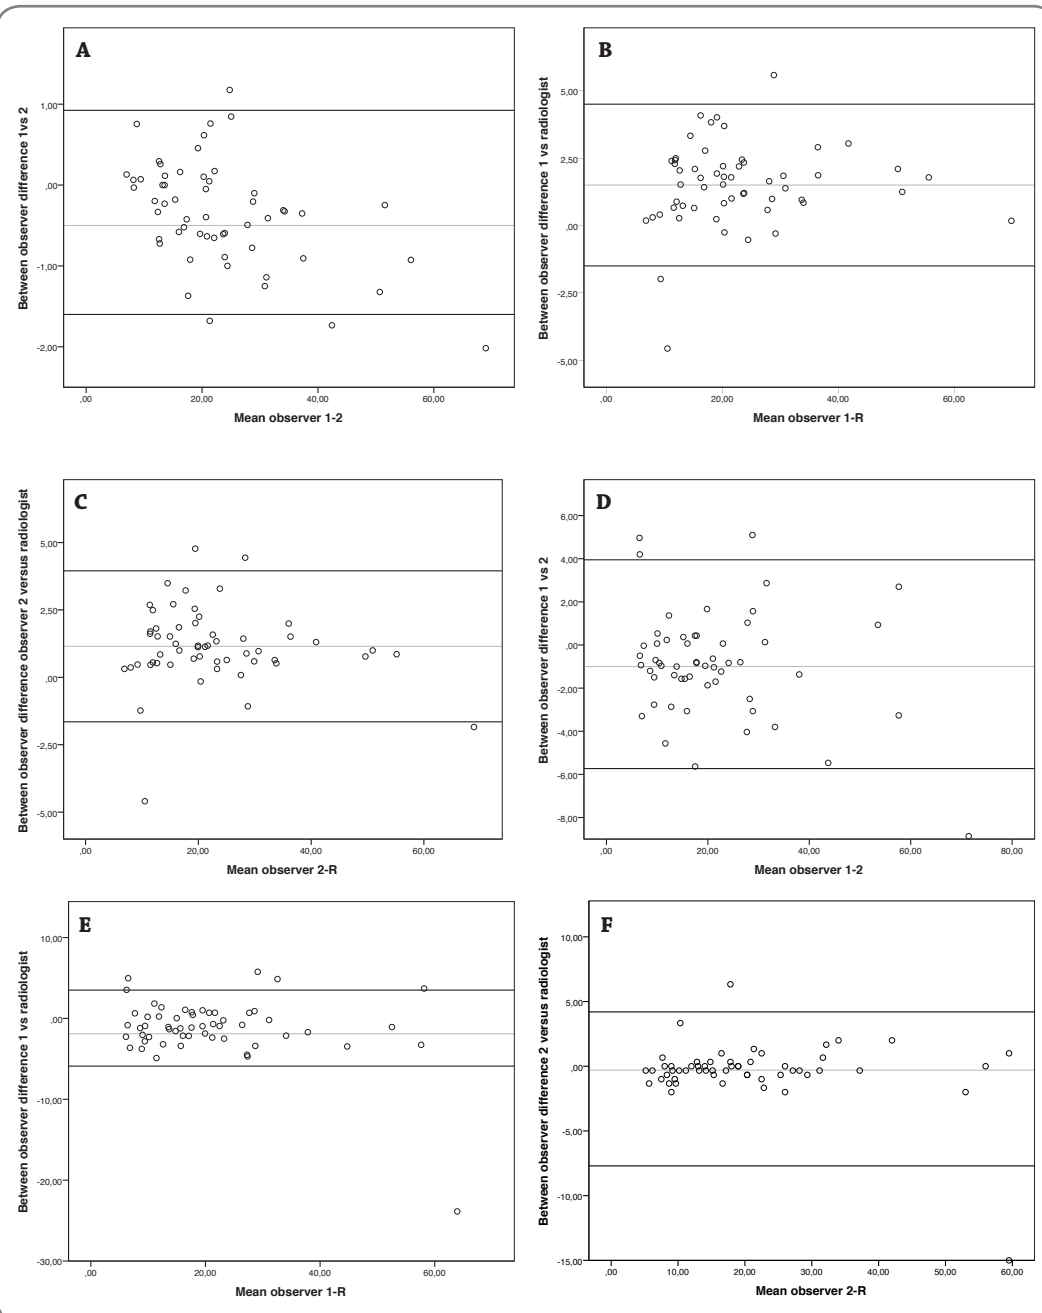 A
Between observer difference 1vs 2
1,00
,00
-1,00
-2,00
,00 20,00 40,00 60,00
Mean observer 1-2
B
Between observer difference 1 vs radiologist
5,00
2,50
,00
-2,50
-5,00
,00 20,00 40,00 60,00
Mean observer 1-R
C
Between observer difference observer 2 versus radiologist
5,00
2,50
,00
-2,50
-5,00
,00 20,00 40,00 60,00
Mean observer 2-R
D
Between observer difference 1 vs 2
6,00
4,00
2,00
,00
-2,00
-4,00
-6,00
-8,00
,00 20,00 40,00 60,00 80,00
Mean observer 1-2
E
Between observer difference 1 vs radiologist
10,00
,00
-10,00
-20,00
-30,00
,00 20,00 40,00 60,00
Mean observer 1-R
F
Between observer difference 2 versus radiologist
10,00
5,00
,00
-5,00
-10,00
-15,00
,00 10,00 20,00 30,00 40,00 50,00 60,00
Mean observer 2-R